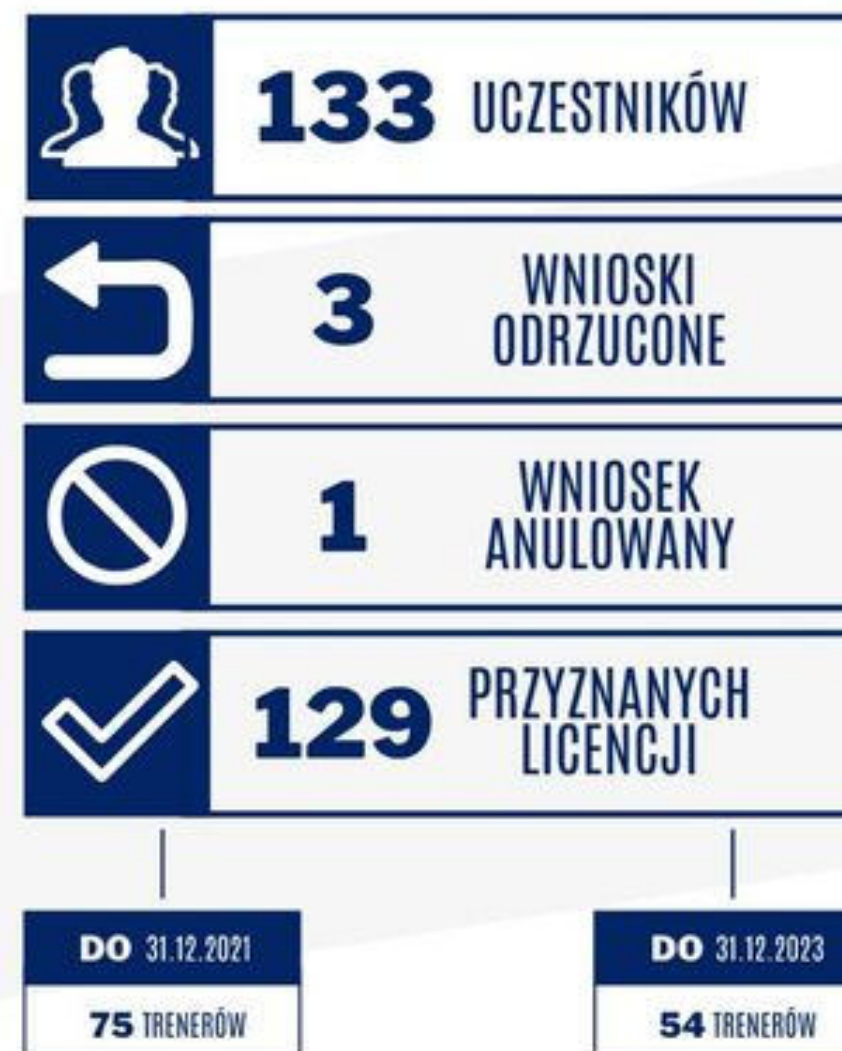 133 UCZESTNIKÓW
3 WNIOSKI
ODRZUCONE
1 WNIOSEK
ANULOWANY
129 PRZYZNANYCH
LICENCJI
DO 31.12.2021
75 TRENERÓW
DO 31.12.2023
54 TRENERÓW